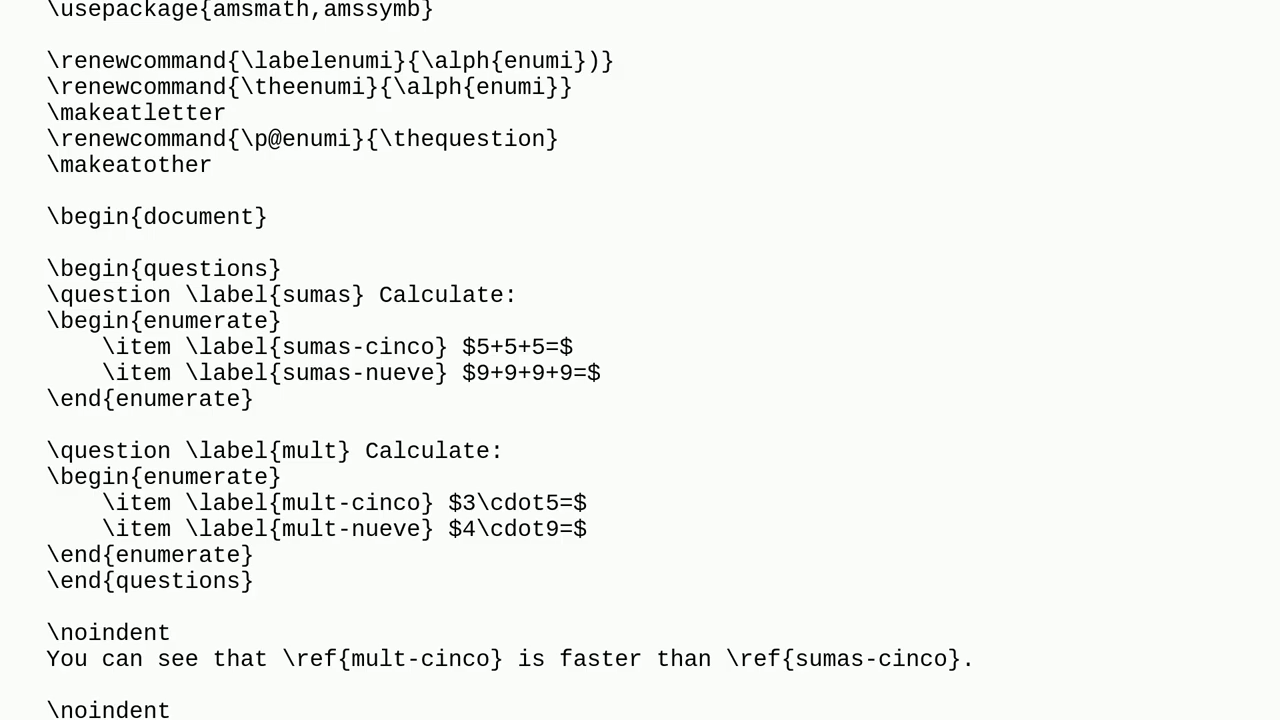 \usepackage{amsmath,amssymb}
\renewcommand{\labelenumi}{\alph{enumi})}
\renewcommand{\theenumi}{\alph{enumi}}
\makeatletter
\renewcommand{\p@enumi}{\thequestion}
\makeatother
\begin{document}
\begin{questions}
\question \label{sumas} Calculate:
\begin{enumerate}
    \item \label{sumas-cinco} $5+5+5=$
    \item \label{sumas-nueve} $9+9+9+9=$
\end{enumerate}
\question \label{mult} Calculate:
\begin{enumerate}
    \item \label{mult-cinco} $3\cdot5=$
    \item \label{mult-nueve} $4\cdot9=$
\end{enumerate}
\end{questions}
\noindent
You can see that \ref{mult-cinco} is faster than \ref{sumas-cinco}.
\noindent